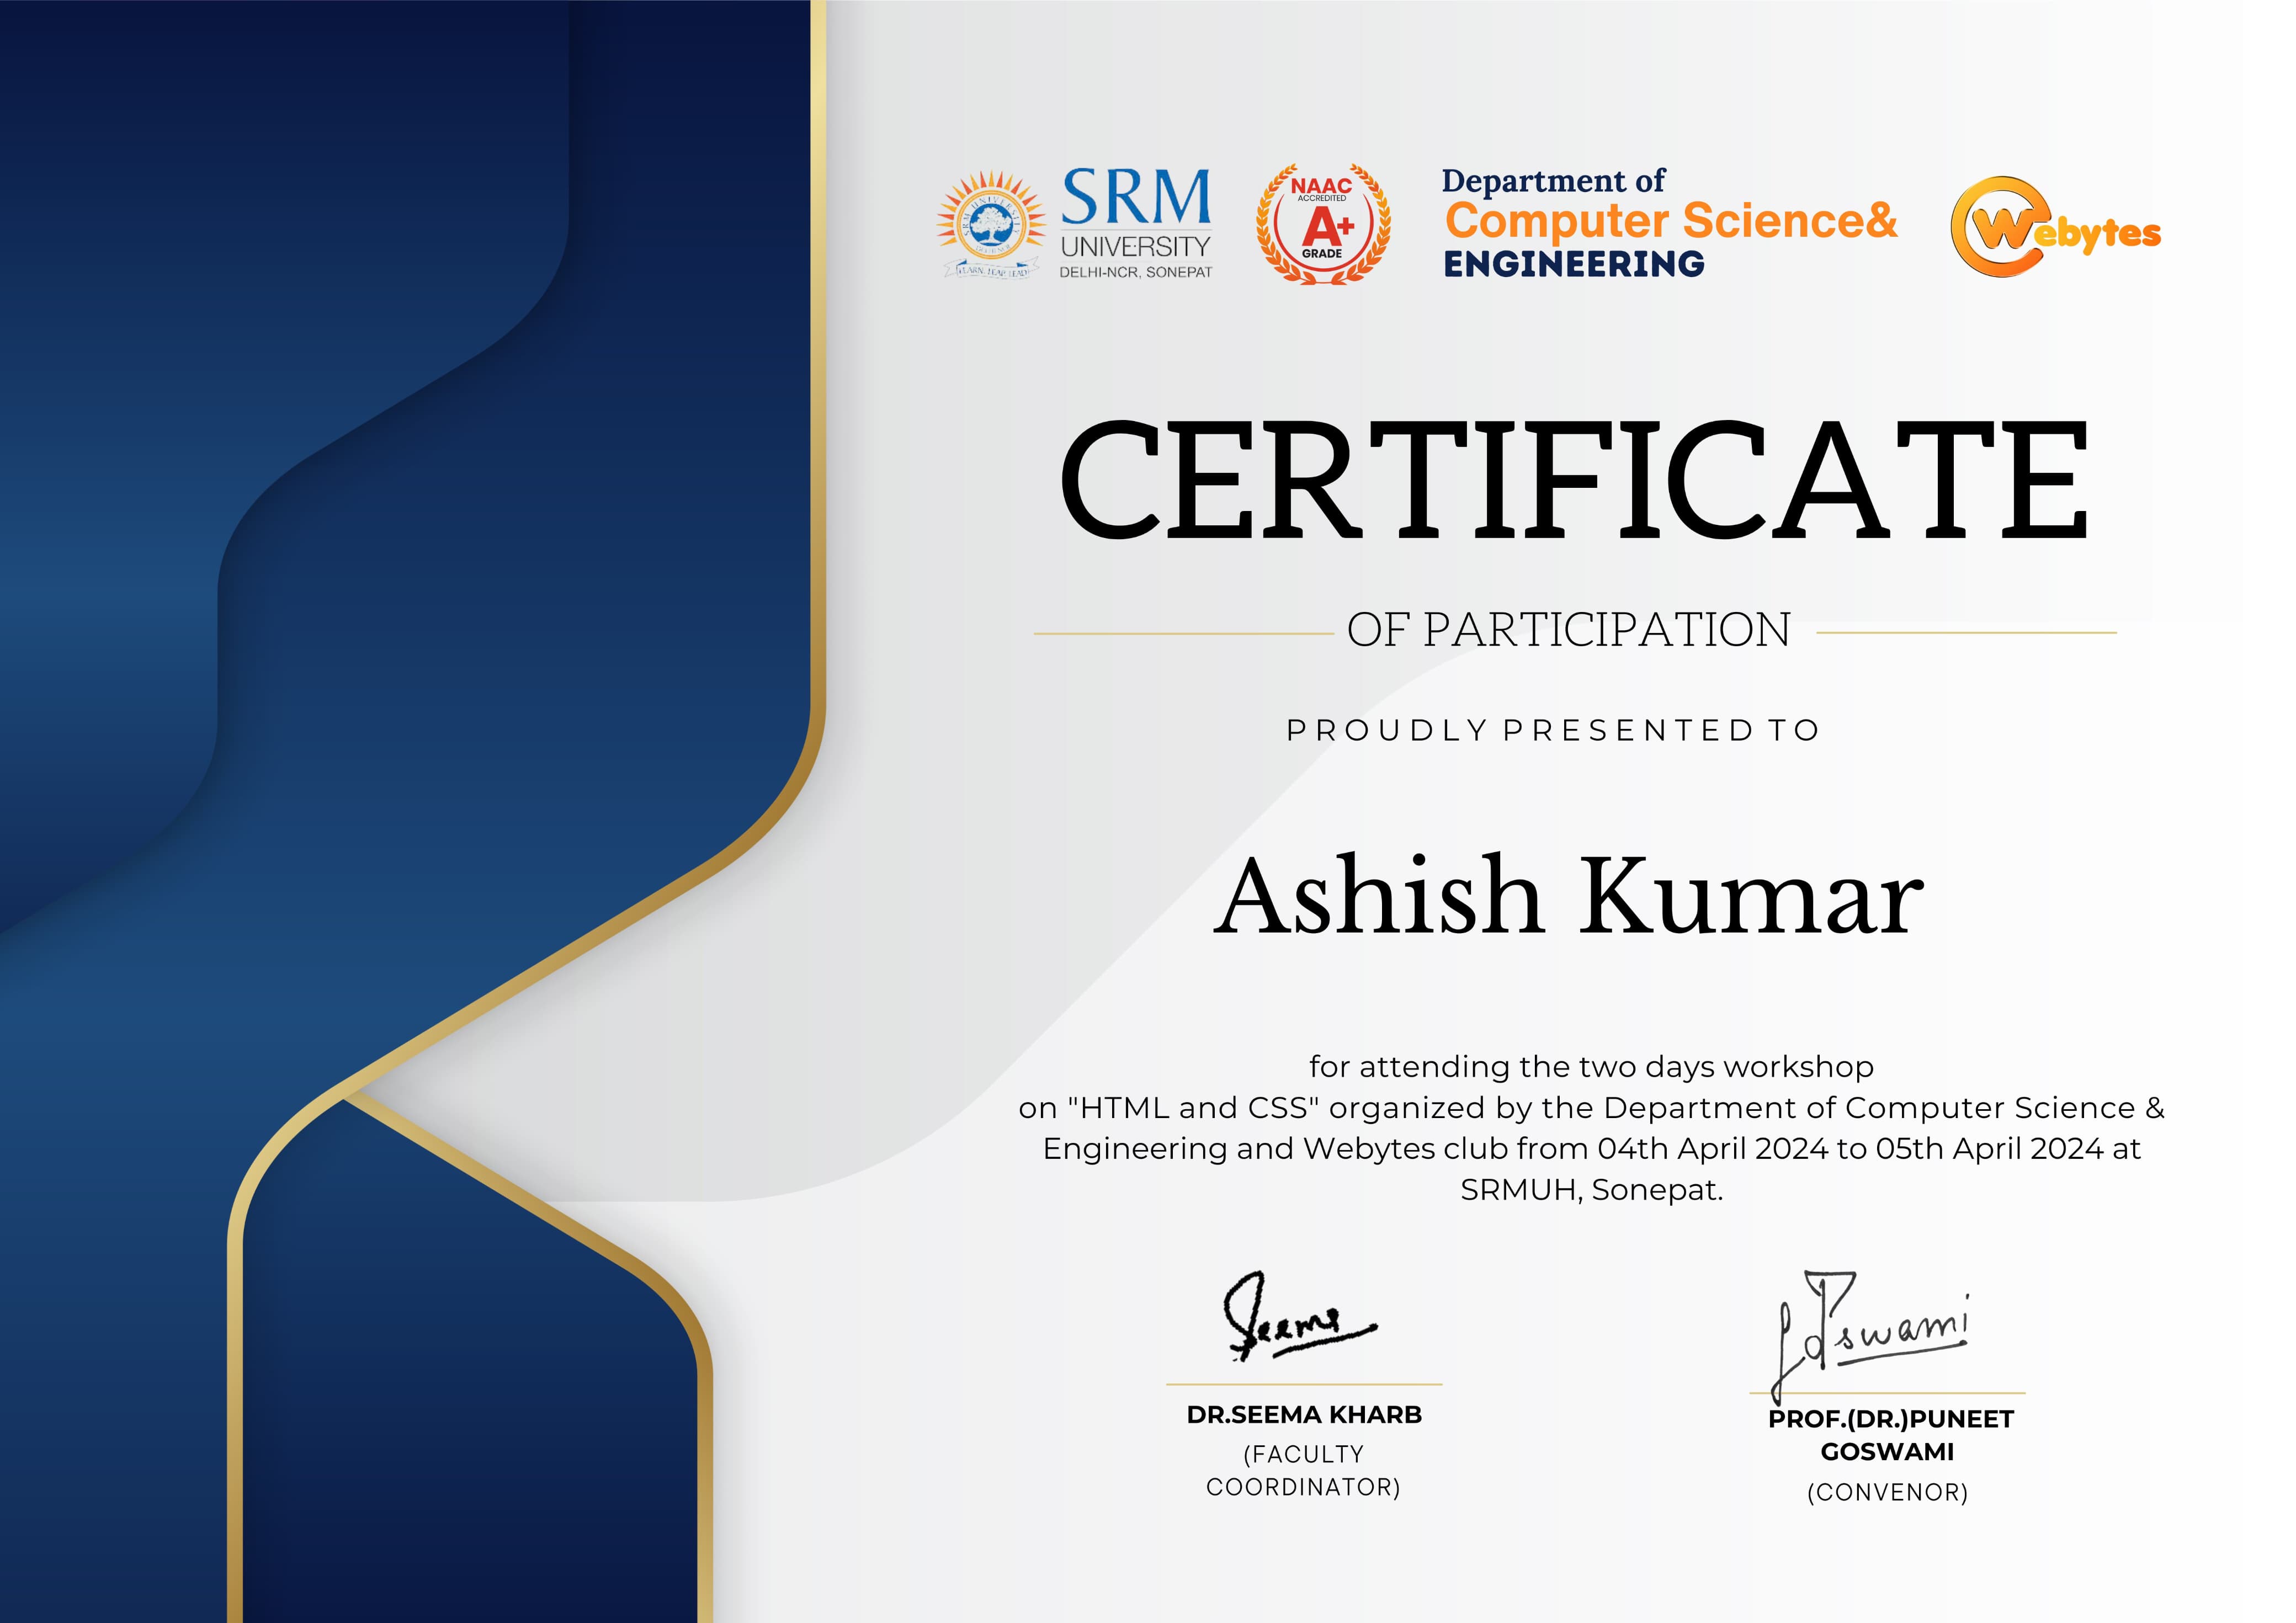 SRM UNIVERSITY
LEARN. LEAP. LEAD
SRM
UNIVERSITY
DELHI-NCR, SONEPAT
NAAC
ACCREDITED
A+
GRADE
Department of
Computer Science&
ENGINEERING
Webytes
CERTIFICATE
OF PARTICIPATION
PROUDLY PRESENTED TO
Ashish Kumar
for attending the two days workshop
on "HTML and CSS" organized by the Department of Computer Science &
Engineering and Webytes club from 04th April 2024 to 05th April 2024 at
SRMUH, Sonepat.
Seema
Goswami
DR.SEEMA KHARB
(FACULTY
COORDINATOR)
PROF.(DR.)PUNEET
GOSWAMI
(CONVENOR)